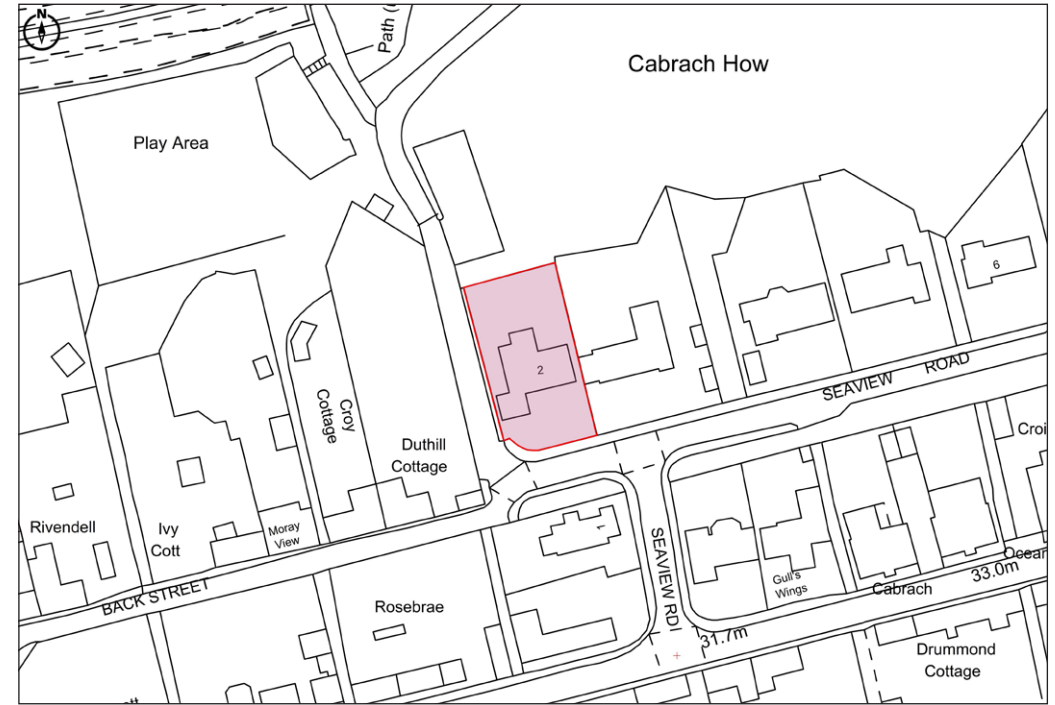 N
Path (
Cabrach How
Play Area
6
2
SEAVIEW ROAD
Croy
Cottage
Duthill
Cottage
Croi
Rivendell
Ivy
Cott
Moray
View
1
SEAVIEW RD
Gull's
Wings
Cabrach
Ocean
33.0m
BACK STREET
Rosebrae
31.7m
Drummond
Cottage